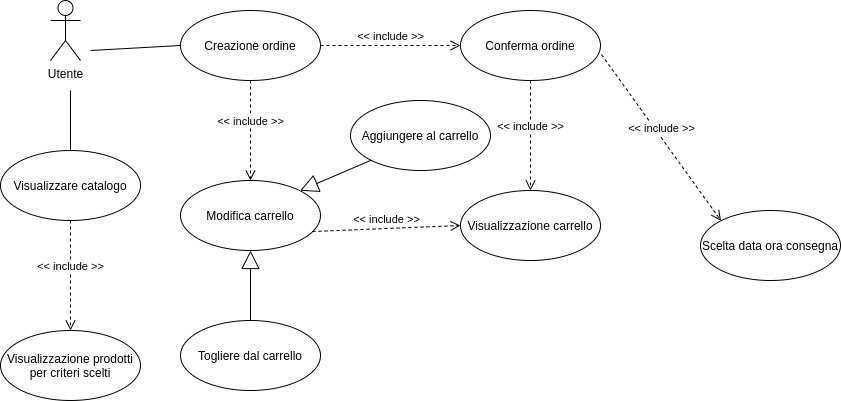 Utente
Creazione ordine
<< include >>
Conferma ordine
<< include >>
Aggiungere al carrello
<< include >>
<< include >>
Visualizzare catalogo
Modifica carrello
<< include >>
Visualizzazione carrello
Scelta data ora consegna
<< include >>
Togliere dal carrello
Visualizzazione prodotti
per criteri scelti